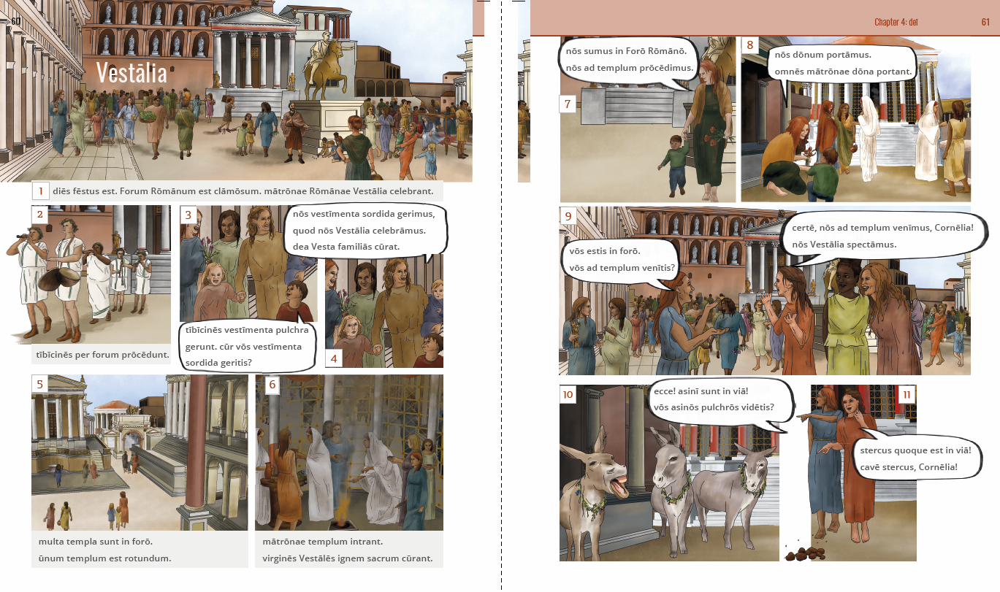 60
Vestālia
1 diēs fēstus est. Forum Rōmānum est clāmōsum. mātrōnae Rōmānae Vestālia celebrant.
2
tībīcinēs per forum prōcēdunt.
3
tībīcinēs vestīmenta pulchra
gerunt. cūr vōs vestīmenta
sordida geritis?
nōs vestīmenta sordida gerimus,
quod nōs Vestālia celebrāmus.
dea Vesta familiās cūrat.
4
5
multa templa sunt in forō.
ūnum templum est rotundum.
6
mātrōnae templum intrant.
virginēs Vestālēs ignem sacrum cūrant.
Chapter 4: deī 61
nōs sumus in Forō Rōmānō.
nōs ad templum prōcēdimus.
7
8
nōs dōnum portāmus.
omnēs mātrōnae dōna portant.
9
vōs estis in forō.
vōs ad templum venītis?
certē, nōs ad templum venīmus, Cornēlia!
nōs Vestālia spectāmus.
10
ecce! asinī sunt in viā!
vōs asinōs pulchrōs vidētis?
11
stercus quoque est in viā!
cavē stercus, Cornēlia!